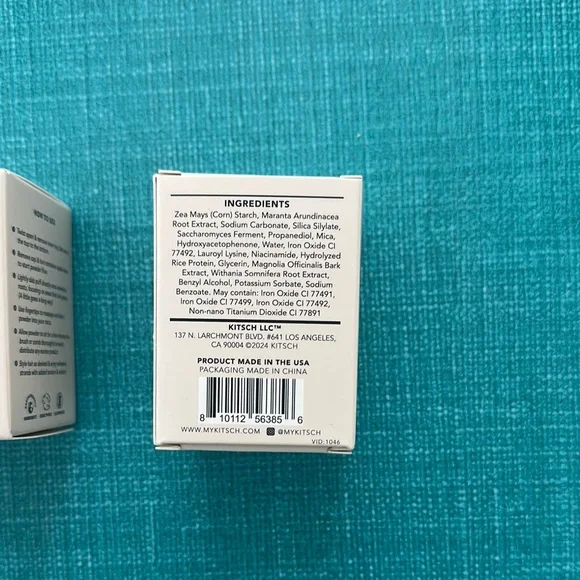 HOW TO USE
INGREDIENTS
Zea Mays (Corn) Starch, Maranta Arundinacea
Root Extract, Sodium Carbonate, Silica Silylate,
Saccharomyces Ferment, Propanediol, Mica,
Hydroxyacetophenone, Water, Iron Oxide CI
77492, Lauroyl Lysine, Niacinamide, Hydrolyzed
Rice Protein, Glycerin, Magnolia Officinalis Bark
Extract, Withania Somnifera Root Extract,
Benzyl Alcohol, Potassium Sorbate, Sodium
Benzoate. May contain: Iron Oxide CI 77491,
Iron Oxide CI 77499, Iron Oxide CI 77492,
Non-nano Titanium Dioxide CI 77891
KITSCH LLC™
137 N. LARCHMONT BLVD. #641 LOS ANGELES,
CA 90004 ©2024 KITSCH
PRODUCT MADE IN THE USA
PACKAGING MADE IN CHINA
8 10112 56385 6
WWW.MYKITSCH.COM @MYKITSCH
VID: 1046